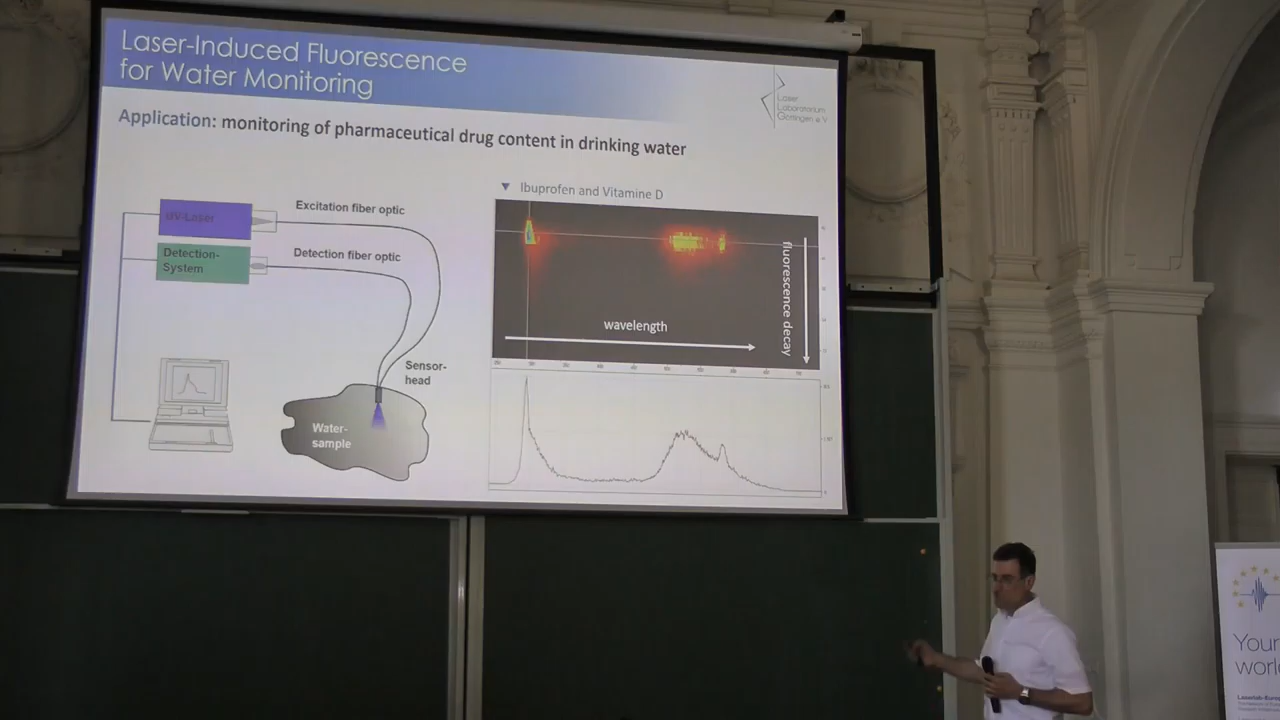 Laser-Induced Fluorescence
for Water Monitoring
Laser
Laboratorium
Göttingen e.V.
Application: monitoring of pharmaceutical drug content in drinking water
Ibuprofen and Vitamine D
UV-Laser
Excitation fiber optic
Detection-
System
Detection fiber optic
Sensor-
head
Water-
sample
wavelength
fluorescence decay
Your
world
Laserlab-Europe